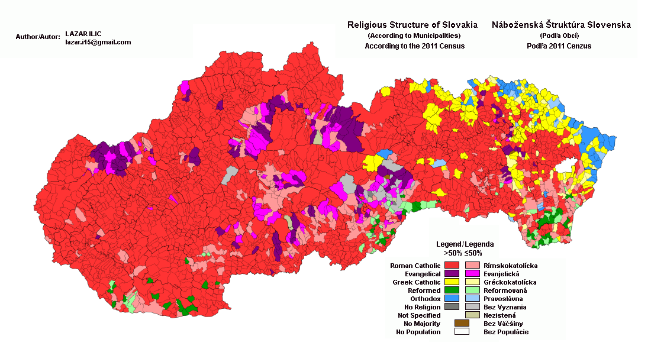 Religious Structure of Slovakia
(According to Municipalities)
According to the 2011 Census
Náboženská Štruktúra Slovenska
(Podľa Obcí)
Podľa 2011 Cenzus
Author/Autor:
LAZAR ILIC
lazar.i15@gmail.com
Legend/Legenda
>50% ≤50%
Roman Catholic Rímskokatolícka
Evangelical Evanjelická
Greek Catholic Gréckokatolícka
Reformed Reformovaná
Orthodox Pravoslávna
No Religion Bez Vyznania
Not Specified Nezistená
No Majority Bez Väčšiny
No Population Bez Populácie